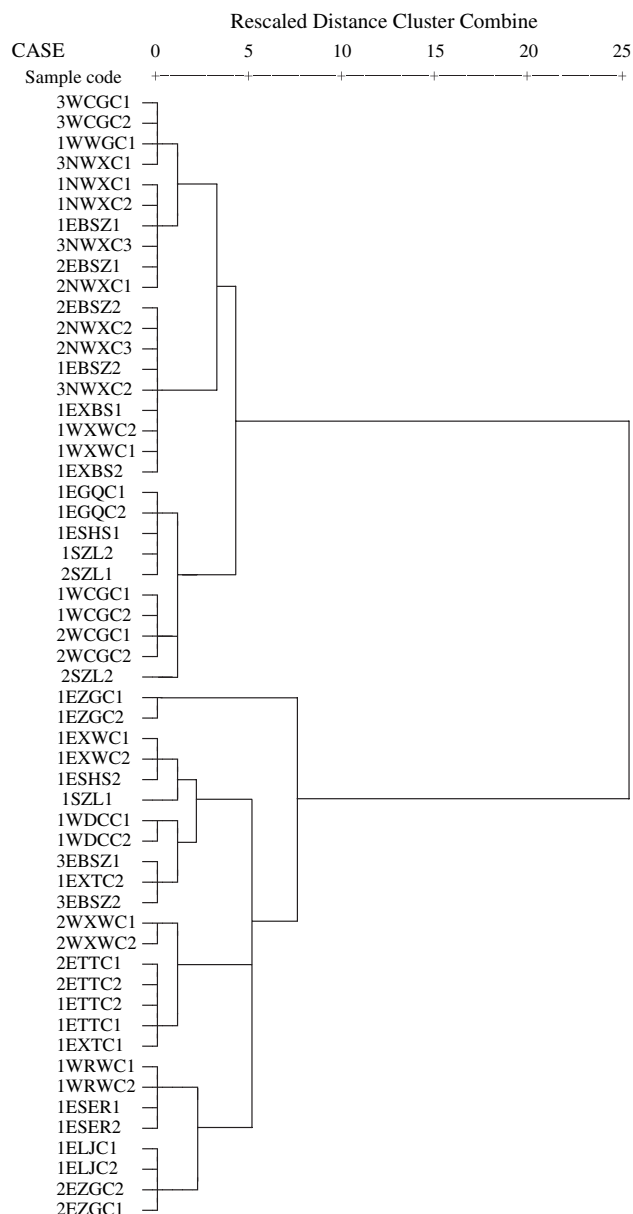 Rescaled Distance Cluster Combine
CASE 0 5 10 15 20 25
Sample code
3WCGC1
3WCGC2
1WWGC1
3NWXC1
1NWXC1
1NWXC2
1EBSZ1
3NWXC3
2EBSZ1
2NWXC1
2EBSZ2
2NWXC2
2NWXC3
1EBSZ2
3NWXC2
1EXBS1
1WXWC2
1WXWC1
1EXBS2
1EGQC1
1EGQC2
1ESHS1
1SZL2
2SZL1
1WCGC1
1WCGC2
2WCGC1
2WCGC2
2SZL2
1EZGC1
1EZGC2
1EXWC1
1EXWC2
1ESHS2
1SZL1
1WDCC1
1WDCC2
3EBSZ1
1EXTC2
3EBSZ2
2WXWC1
2WXWC2
2ETTC1
2ETTC2
1ETTC2
1ETTC1
1EXTC1
1WRWC1
1WRWC2
1ESER1
1ESER2
1ELJC1
1ELJC2
2EZGC2
2EZGC1